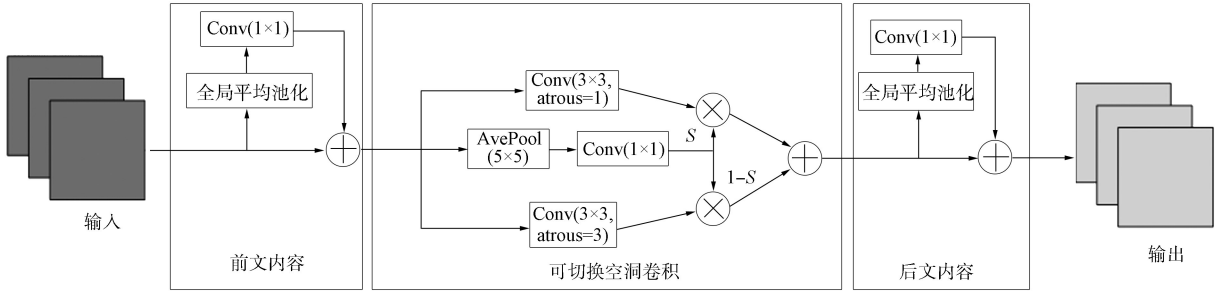 输入
Conv(1×1)
全局平均池化
前文内容
Conv(3×3,
atrous=1)
AvePool
(5×5)
Conv(1×1)
S
1−S
Conv(3×3,
atrous=3)
可切换空洞卷积
Conv(1×1)
全局平均池化
后文内容
输出